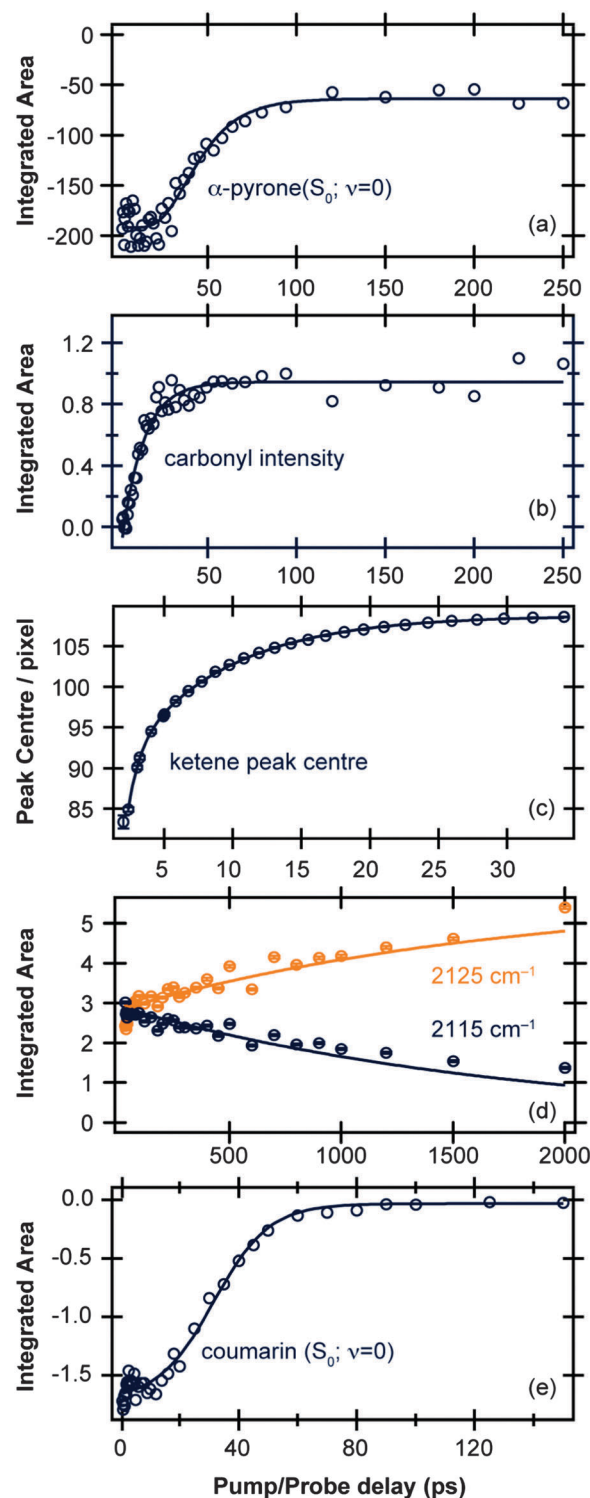 Integrated Area
0
-50
-100
-150
-200
α-pyrone(S₀; ν=0)
(a)
50 100 150 200 250
Integrated Area
1.2
0.8
0.4
0.0
carbonyl intensity
(b)
50 100 150 200 250
Peak Centre / pixel
105
100
95
90
85
ketene peak centre
(c)
5 10 15 20 25 30
Integrated Area
5
4
3
2
1
0
2125 cm⁻¹
2115 cm⁻¹
(d)
500 1000 1500 2000
Integrated Area
0.0
-0.5
-1.0
-1.5
coumarin (S₀; ν=0)
(e)
0 40 80 120
Pump/Probe delay (ps)